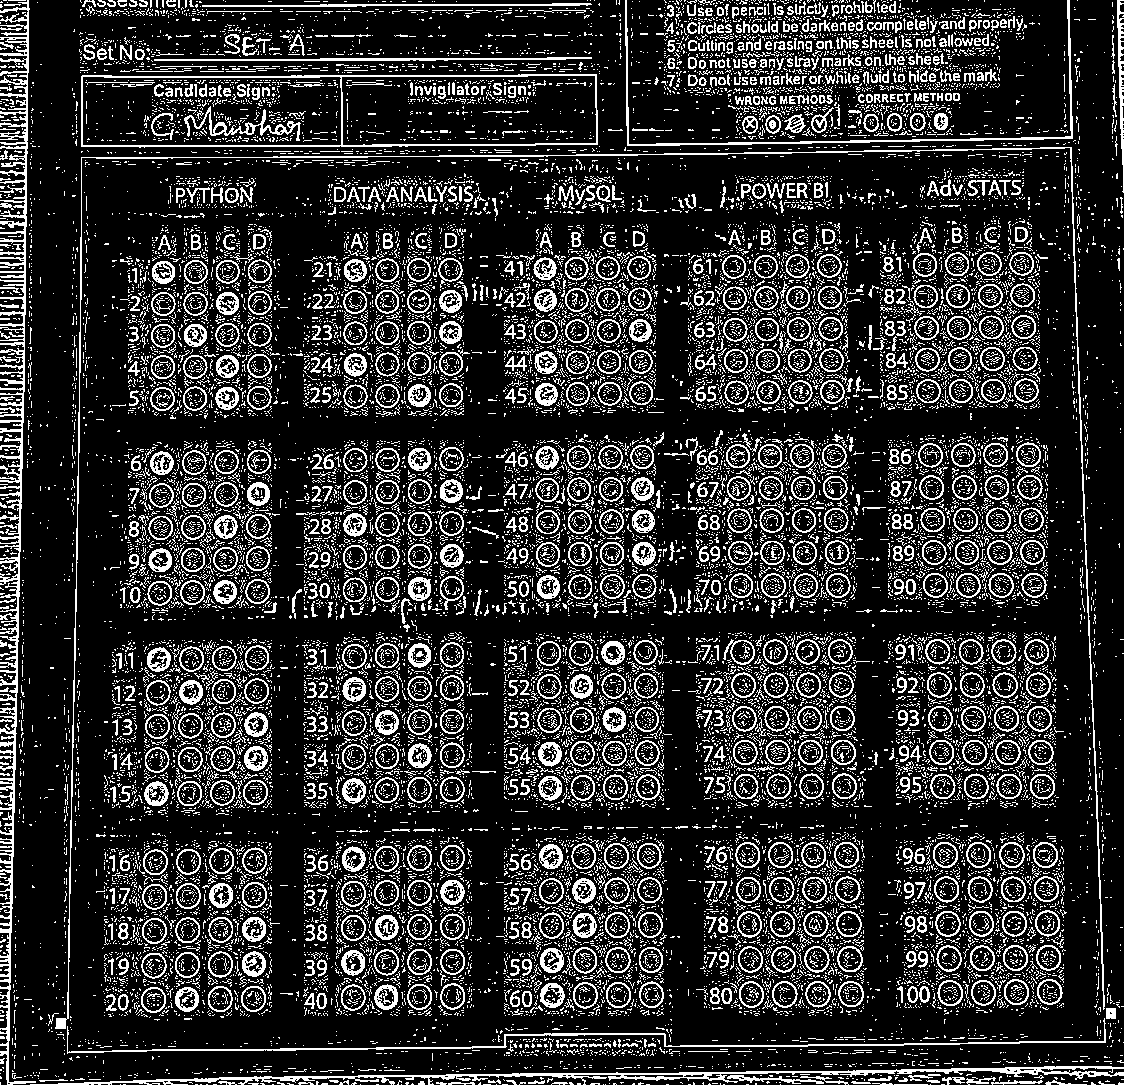 Assessment:
Set No: SET-A
3. Use of pencil is strictly prohibited.
4. Circles should be darkened completely and properly.
5. Cutting and erasing on this sheet is not allowed.
6. Do not use any stray marks on the sheet.
7. Do not use marker or white fluid to hide the mark.
WRONG METHODS CORRECT METHOD
Candidate Sign: Invigilator Sign:
G Manohar
PYTHON DATA ANALYSIS MySQL POWER BI Adv STATS
A B C D A B C D A B C D A B C D A B C D
1 21 41 61 81
2 22 42 62 82
3 23 43 63 83
4 24 44 64 84
5 25 45 65 85
6 26 46 66 86
7 27 47 67 87
8 28 48 68 88
9 29 49 69 89
10 30 50 70 90
11 31 51 71 91
12 32 52 72 92
13 33 53 73 93
14 34 54 74 94
15 35 55 75 95
16 36 56 76 96
17 37 57 77 97
18 38 58 78 98
19 39 59 79 99
20 40 60 80 100